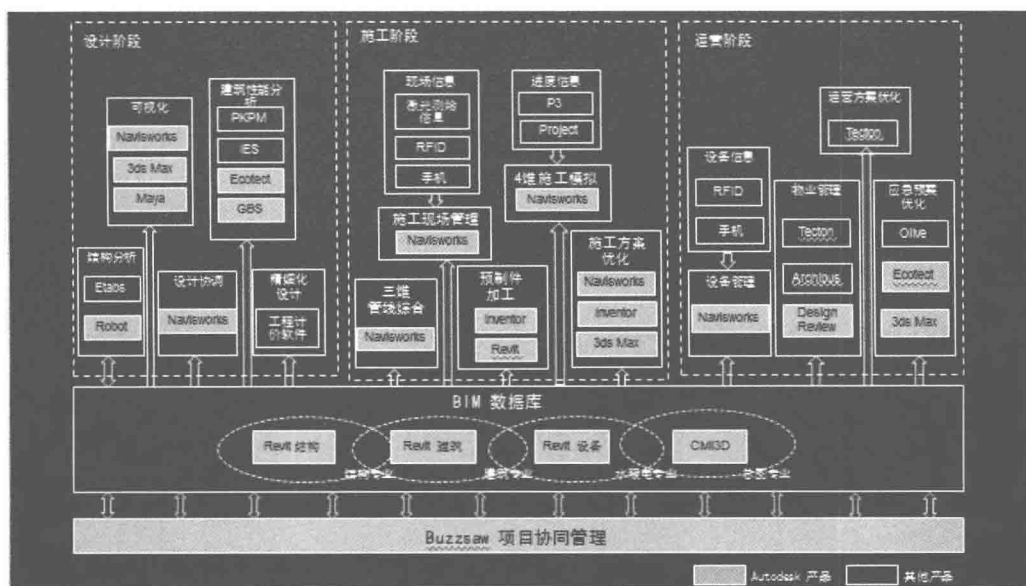 设计阶段
可视化
Navisworks
3ds Max
Maya
建筑性能分
析
PKPM
IES
Ecotect
GBS
结构分析
Etabs
Robot
设计协调
Navisworks
精细化
设计
工程计
价软件
施工阶段
现场信息
激光测绘
信息
RFID
手机
施工现场管理
Navisworks
进度信息
P3
Project
4维施工模拟
Navisworks
三维
管线综合
Navisworks
预制件
加工
Inventor
Revit
施工方案
优化
Navisworks
Inventor
3ds Max
运营阶段
运营方案优化
Tecton
设备信息
RFID
手机
设备管理
Navisworks
物业管理
Tecton
Archibus
Design
Review
应急预案
优化
Olive
Ecotect
3ds Max
BIM 数据库
Revit 结构
Revit 建筑
Revit 设备
CMI3D
结构专业
建筑专业
水暖电专业
总图专业
Buzzsaw 项目协同管理
Autodesk 产品
其他产品